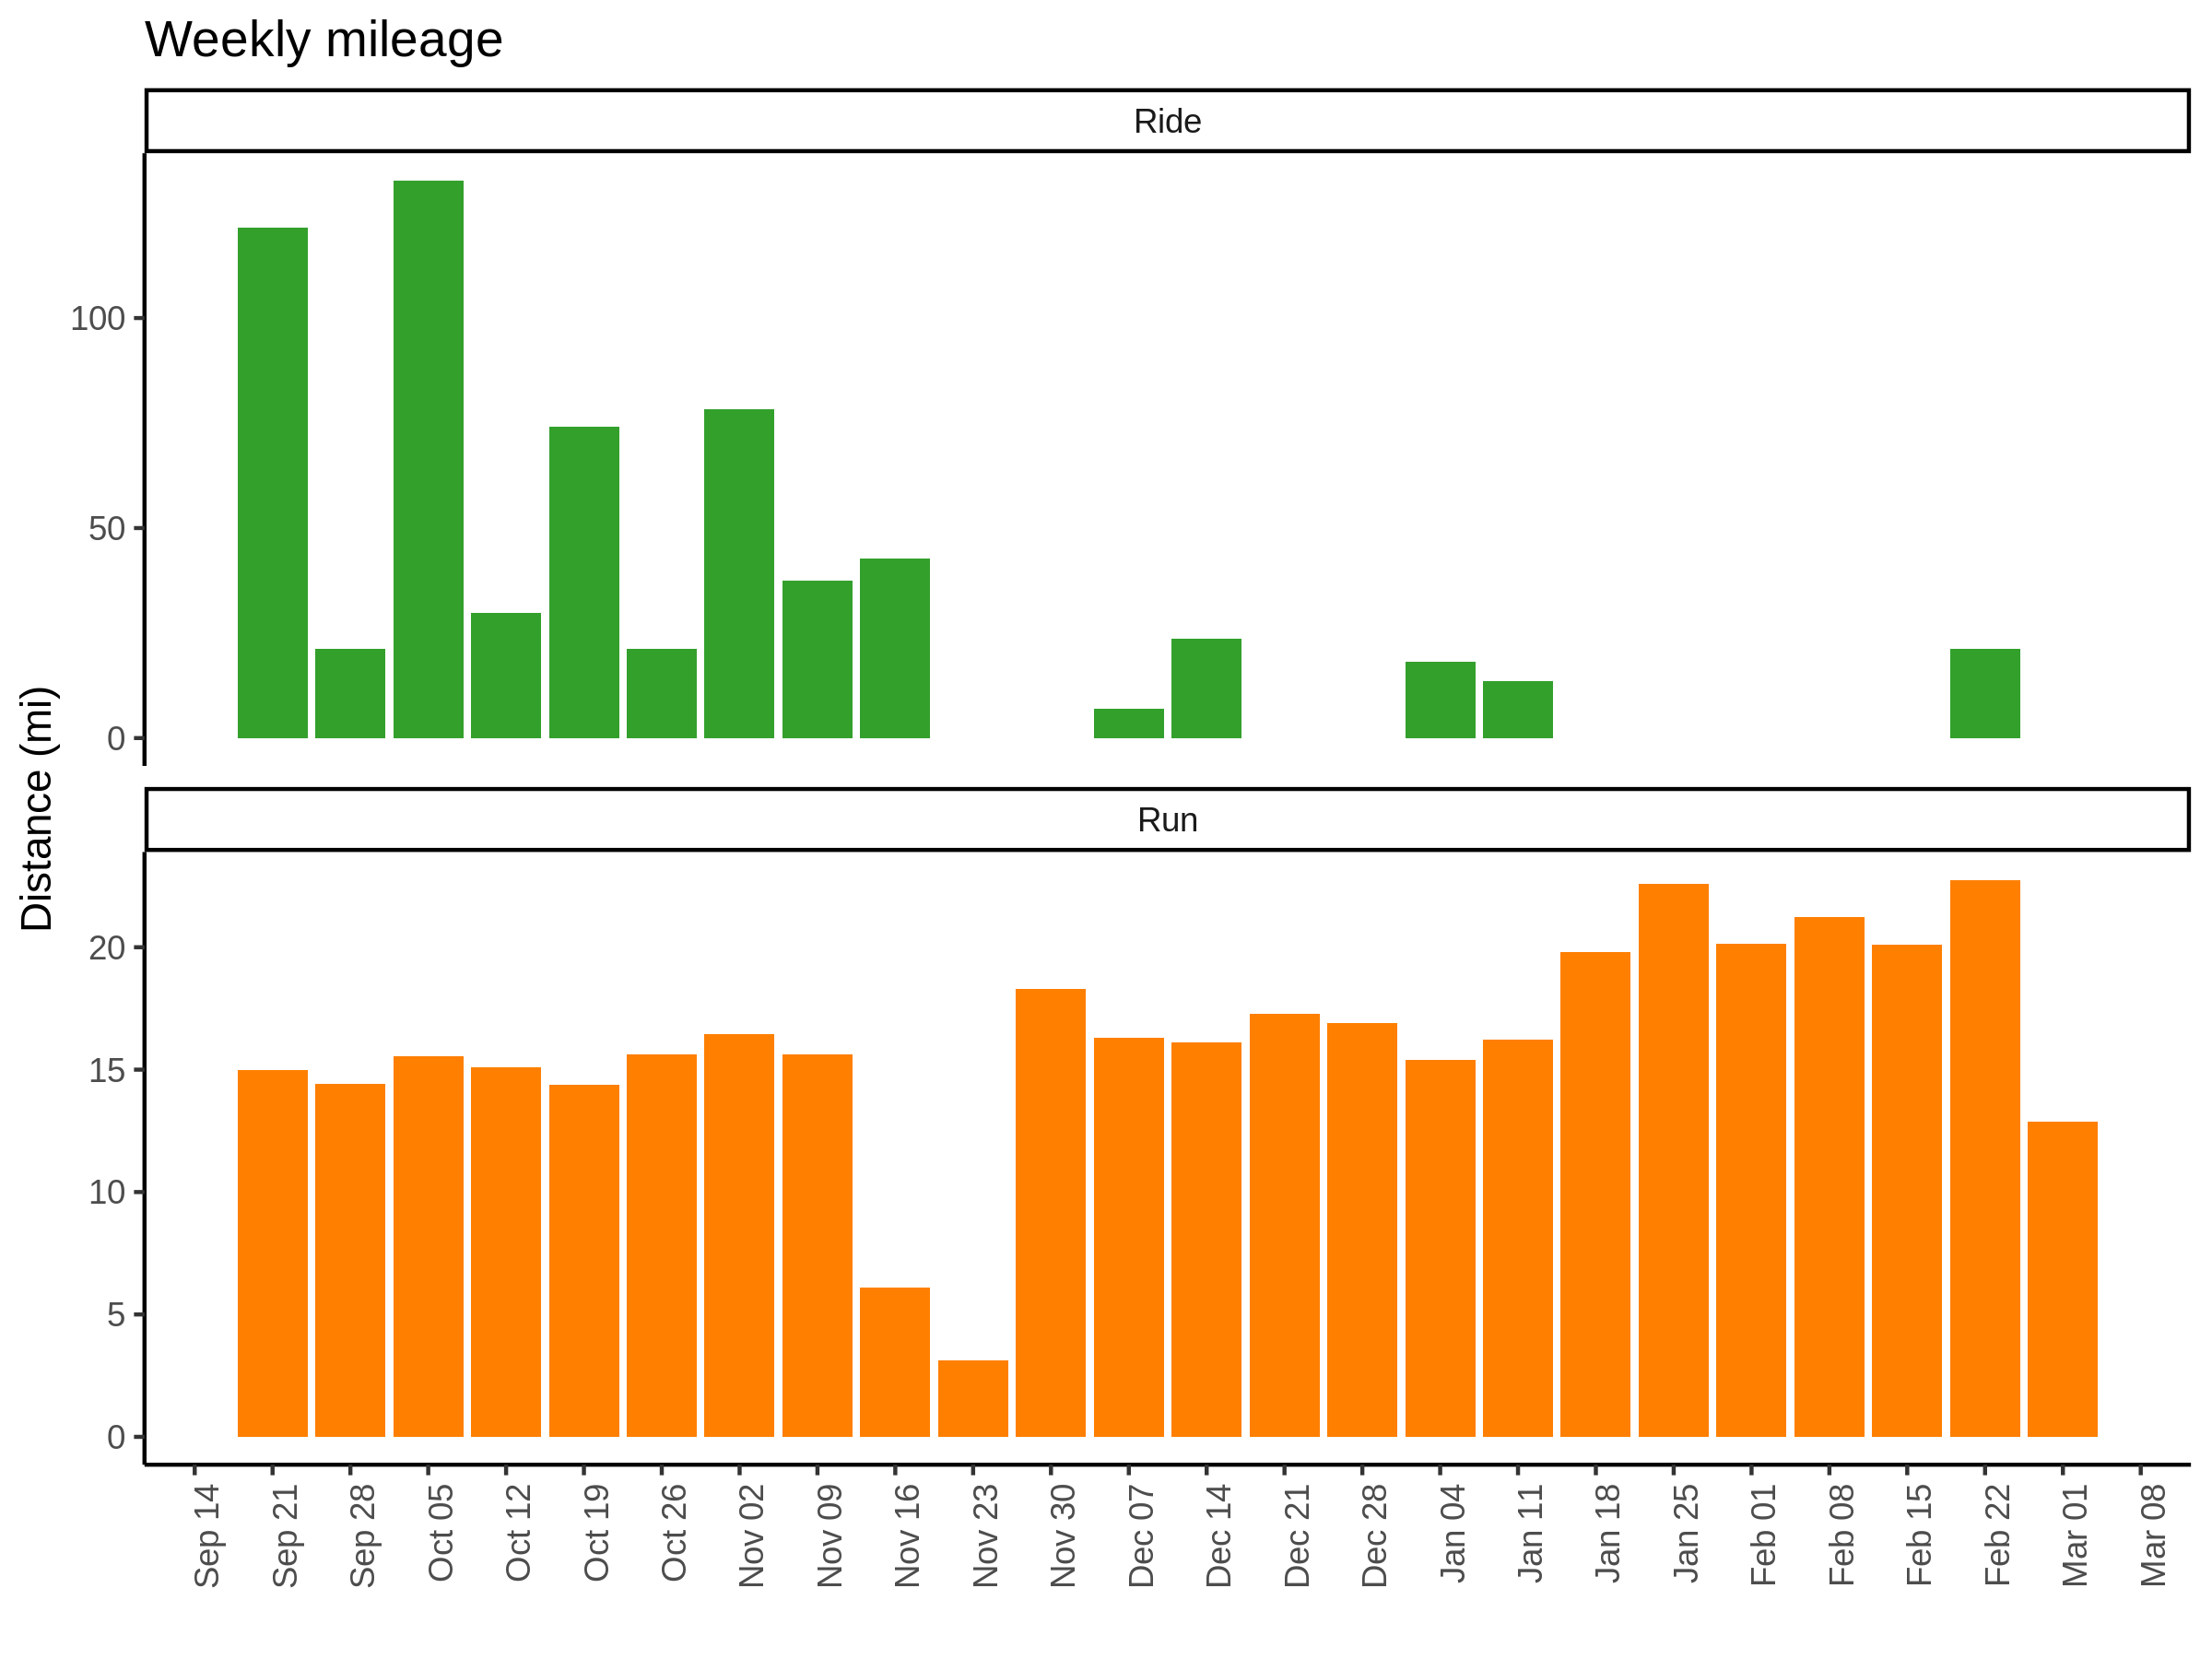 Weekly mileage
Ride
100
50
0
Distance (mi)
Run
20
15
10
5
0
Sep 14
Sep 21
Sep 28
Oct 05
Oct 12
Oct 19
Oct 26
Nov 02
Nov 09
Nov 16
Nov 23
Nov 30
Dec 07
Dec 14
Dec 21
Dec 28
Jan 04
Jan 11
Jan 18
Jan 25
Feb 01
Feb 08
Feb 15
Feb 22
Mar 01
Mar 08